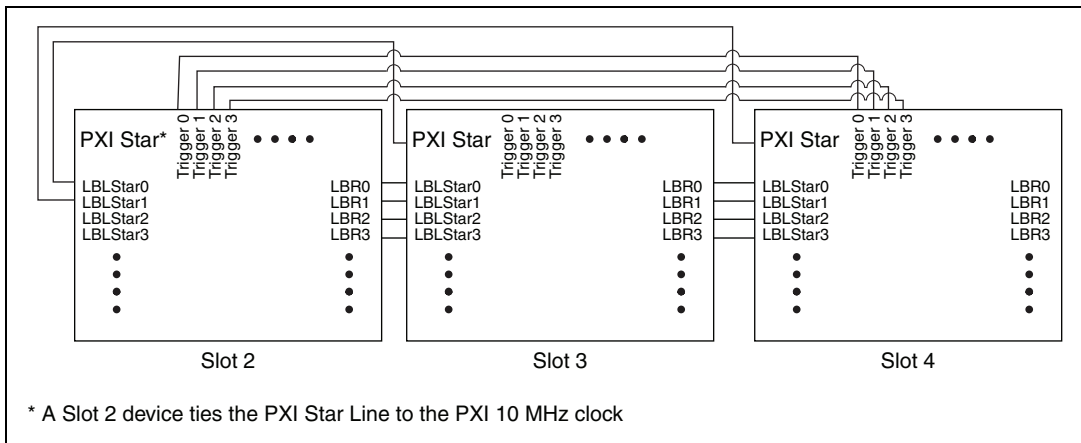 PXI Star*
Trigger 0
Trigger 1
Trigger 2
Trigger 3
LBLStar0
LBLStar1
LBLStar2
LBLStar3
LBR0
LBR1
LBR2
LBR3
Slot 2
PXI Star
Trigger 0
Trigger 1
Trigger 2
Trigger 3
LBLStar0
LBLStar1
LBLStar2
LBLStar3
LBR0
LBR1
LBR2
LBR3
Slot 3
PXI Star
Trigger 0
Trigger 1
Trigger 2
Trigger 3
LBLStar0
LBLStar1
LBLStar2
LBLStar3
LBR0
LBR1
LBR2
LBR3
Slot 4
* A Slot 2 device ties the PXI Star Line to the PXI 10 MHz clock